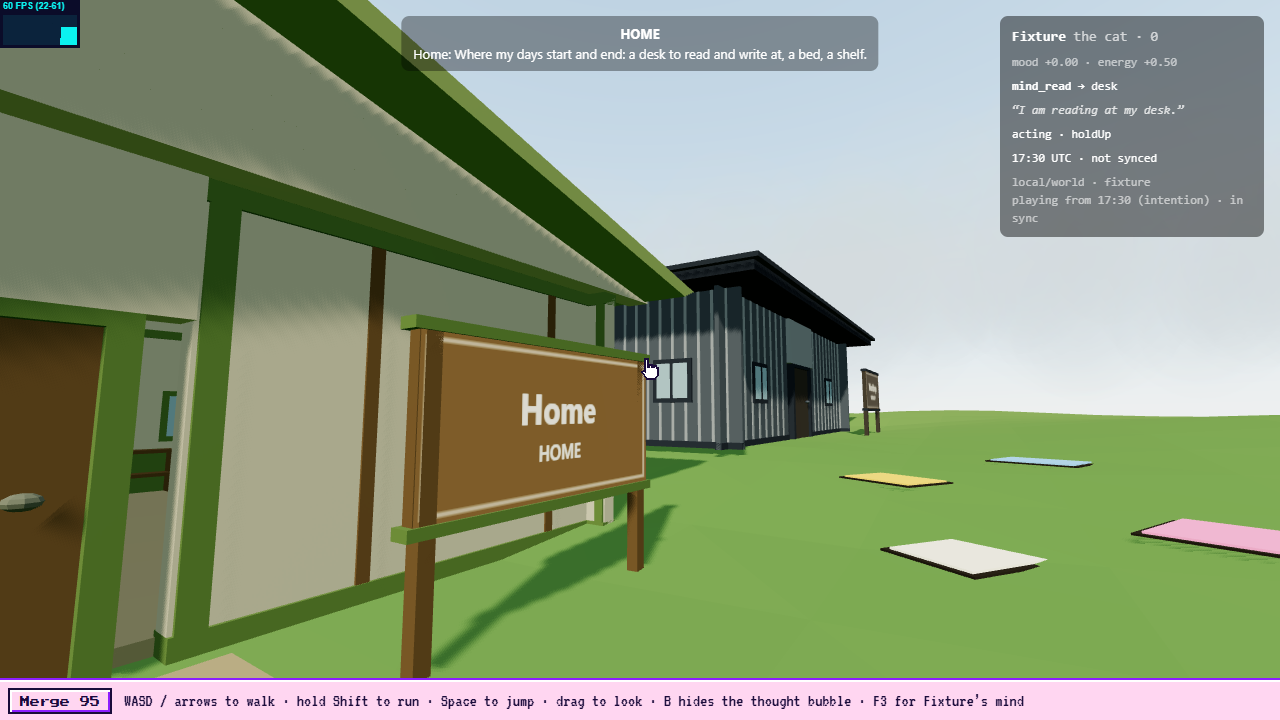 60 FPS (22-61)
HOME
Home: Where my days start and end: a desk to read and write at, a bed, a shelf.
Fixture the cat · 0
mood +0.00 · energy +0.50
mind_read → desk
“I am reading at my desk.”
acting · holdUp
17:30 UTC · not synced
local/world · fixture
playing from 17:30 (intention) · in
sync
Home
HOME
Merge 95
WASD / arrows to walk · hold Shift to run · Space to jump · drag to look · B hides the thought bubble · F3 for Fixture's mind